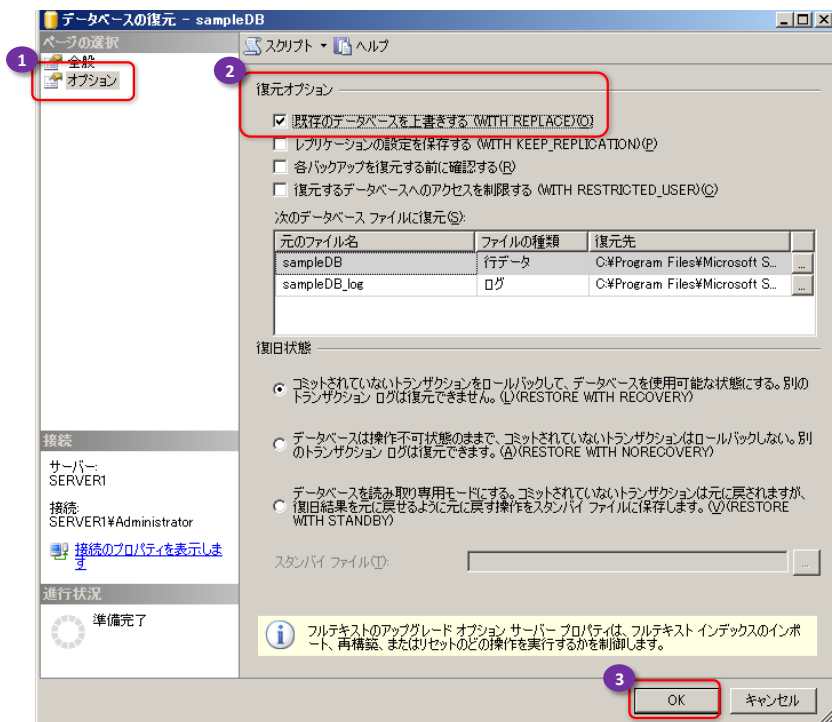 データベースの復元 - sampleDB
ページの選択
1
全般
オプション
スクリプト
ヘルプ
2
復元オプション
既存のデータベースを上書きする (WITH REPLACE)(O)
レプリケーションの設定を保存する (WITH KEEP_REPLICATION)(P)
各バックアップを復元する前に確認する(R)
復元するデータベースへのアクセスを制限する (WITH RESTRICTED_USER)(C)
次のデータベース ファイルに復元(S):
元のファイル名 ファイルの種類 復元先
sampleDB 行データ C:¥Program Files¥Microsoft S... ...
sampleDB_log ログ C:¥Program Files¥Microsoft S... ...
復旧状態
コミットされていないトランザクションをロールバックして、データベースを使用可能な状態にする。別の
トランザクション ログは復元できません。(L)(RESTORE WITH RECOVERY)
データベースは操作不可状態のままで、コミットされていないトランザクションはロールバックしない。別
のトランザクション ログは復元できます。(A)(RESTORE WITH NORECOVERY)
データベースを読み取り専用モードにする。コミットされていないトランザクションは元に戻されますが、
復旧結果を元に戻せるように元に戻す操作をスタンバイ ファイルに保存します。(V)(RESTORE
WITH STANDBY)
スタンバイ ファイル(T):
...
接続
サーバー:
SERVER1
接続:
SERVER1¥Administrator
接続のプロパティを表示しま
す
進行状況
準備完了
フルテキストのアップグレード オプション サーバー プロパティは、フルテキスト インデックスのインポ
ート、再構築、またはリセットのどの操作を実行するかを制御します。
3
OK
キャンセル